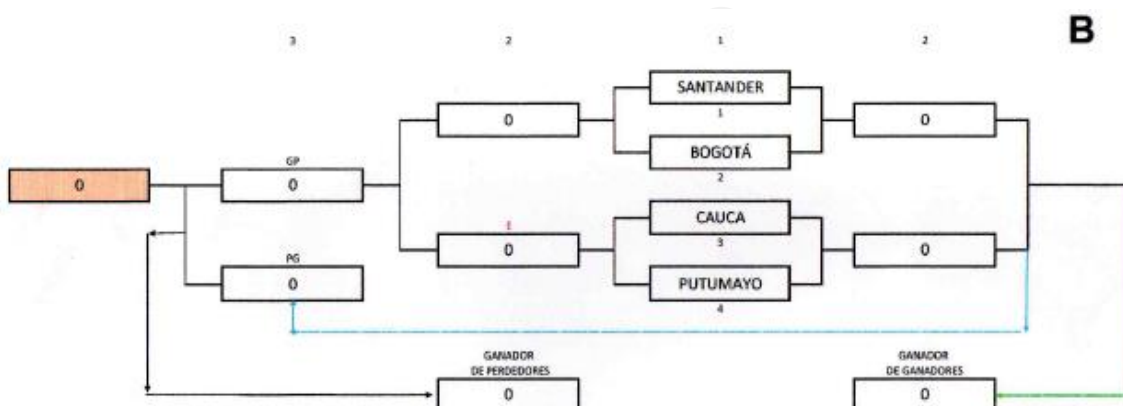 B
3 2 1 2
SANTANDER
0 1 0
BOGOTÁ
GP 2
0 0
CAUCA
1
0 3 0
PG
0 PUTUMAYO
4
GANADOR
DE PERDEDORES
0
GANADOR
DE GANADORES
0